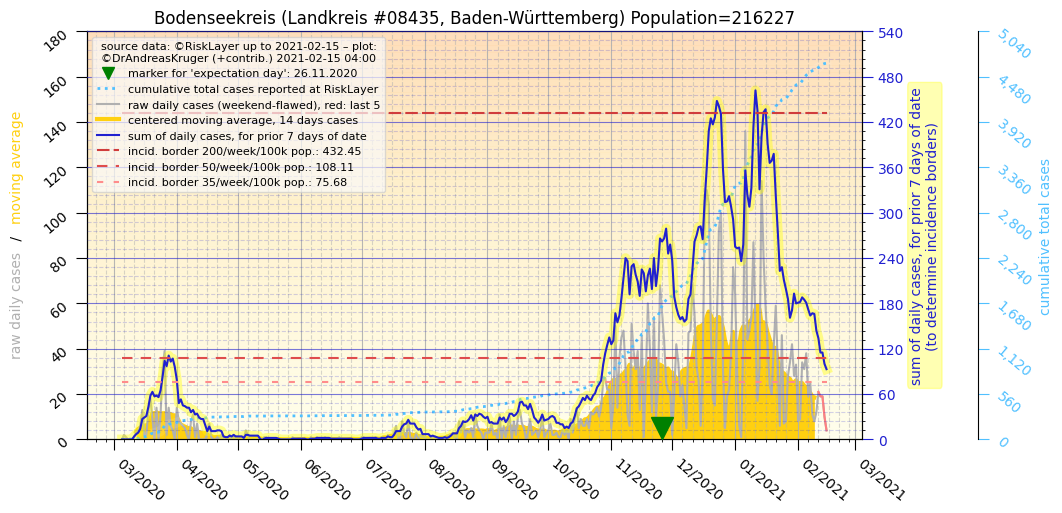 Bodenseekreis (Landkreis #08435, Baden-Württemberg) Population=216227
source data: ©RiskLayer up to 2021-02-15 – plot:
©DrAndreasKruger (+contrib.) 2021-02-15 04:00
marker for 'expectation day': 26.11.2020
cumulative total cases reported at RiskLayer
raw daily cases (weekend-flawed), red: last 5
centered moving average, 14 days cases
sum of daily cases, for prior 7 days of date
incid. border 200/week/100k pop.: 432.45
incid. border 50/week/100k pop.: 108.11
incid. border 35/week/100k pop.: 75.68
raw daily cases / moving average
180
160
140
120
100
80
60
40
20
0
03/2020
04/2020
05/2020
06/2020
07/2020
08/2020
09/2020
10/2020
11/2020
12/2020
01/2021
02/2021
03/2021
540
480
420
360
300
240
180
120
60
0
sum of daily cases, for prior 7 days of date
(to determine incidence borders)
5,040
4,480
3,920
3,360
2,800
2,240
1,680
1,120
560
0
cumulative total cases